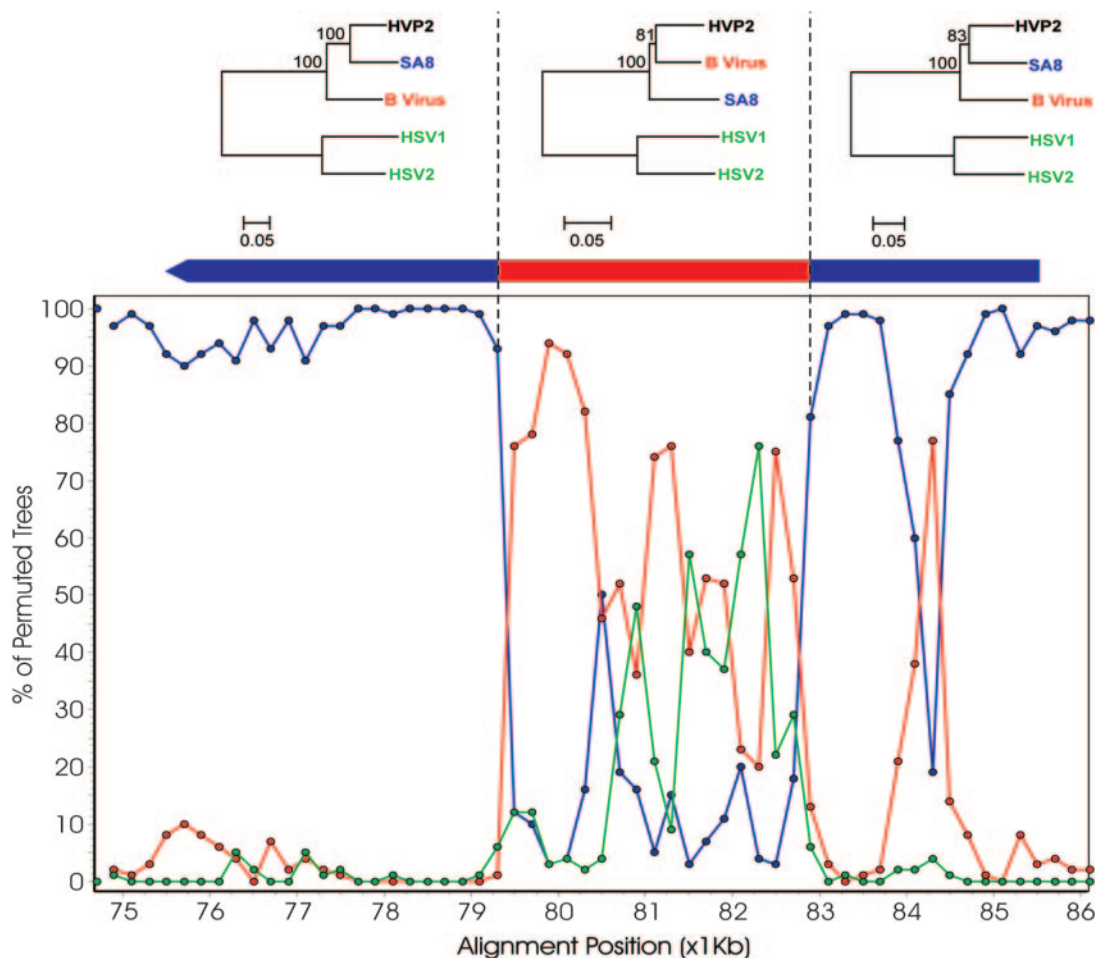 HVP2
SA8
B Virus
HSV1
HSV2
100
100
0.05
HVP2
B Virus
SA8
HSV1
HSV2
81
100
0.05
HVP2
SA8
B Virus
HSV1
HSV2
83
100
0.05
% of Permuted Trees
100
90
80
70
60
50
40
30
20
10
0
75 76 77 78 79 80 81 82 83 84 85 86
Alignment Position (x1Kb)